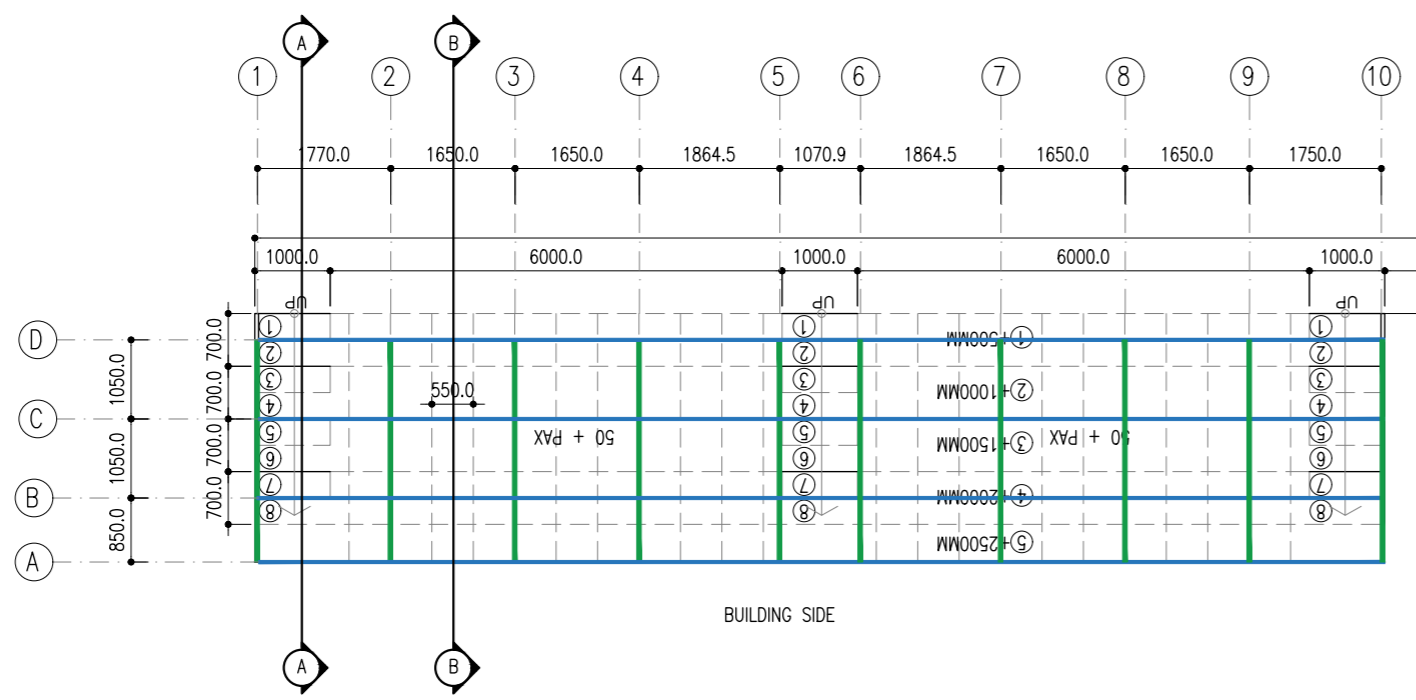 A B
1 2 3 4 5 6 7 8 9 10
1770.0 1650.0 1650.0 1864.5 1070.9 1864.5 1650.0 1650.0 1750.0
1000.0 6000.0 1000.0 6000.0 1000.0
UP UP UP
D 1050.0 700.0 1 1 1+500MM 1
2 2 2
700.0 3 550.0 3 2+1000MM 3
C 4 4 4
1050.0 700.0 5 50 + PAX 5 3+1500MM 50 + PAX 5
6 6 6
B 700.0 7 7 4+2000MM 7
850.0 8 8 8
A 5+2500MM
BUILDING SIDE
A B